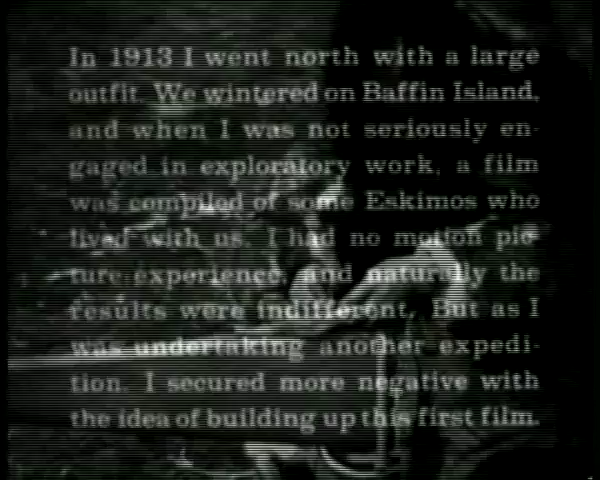 In 1913 I went north with a large
outfit. We wintered on Baffin Island,
and when I was not seriously en-
gaged in exploratory work, a film
was compiled of some Eskimos who
lived with us. I had no motion pic-
ture experience, and naturally the
results were indifferent. But as I
was undertaking another expedi-
tion. I secured more negative with
the idea of building up this first film.